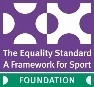 The Equality Standard
A Framework for Sport
FOUNDATION